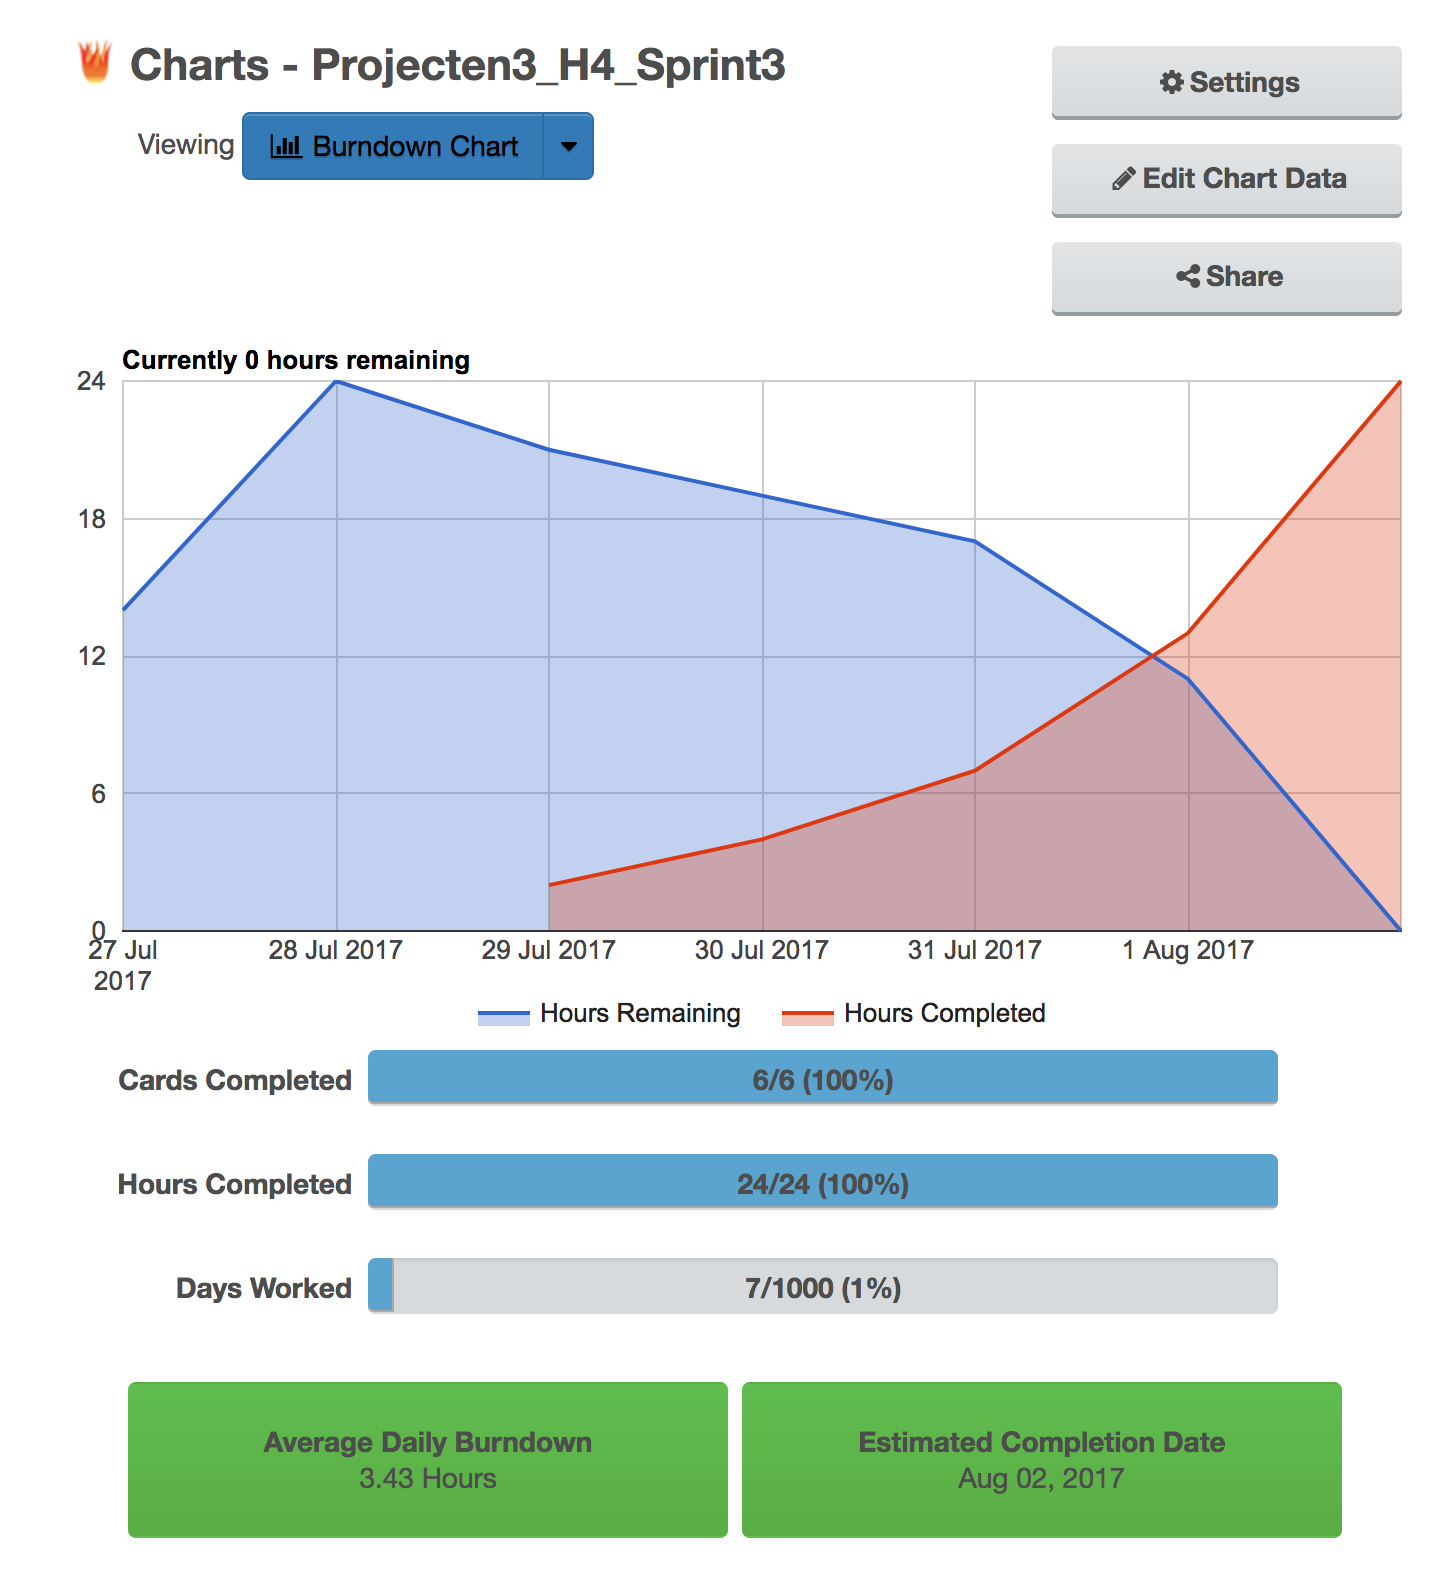 Charts - Projecten3_H4_Sprint3
Settings
Viewing
Burndown Chart
Edit Chart Data
Share
Currently 0 hours remaining
24
18
12
6
0
27 Jul
2017
28 Jul 2017
29 Jul 2017
30 Jul 2017
31 Jul 2017
1 Aug 2017
Hours Remaining
Hours Completed
Cards Completed
6/6 (100%)
Hours Completed
24/24 (100%)
Days Worked
7/1000 (1%)
Average Daily Burndown
3.43 Hours
Estimated Completion Date
Aug 02, 2017